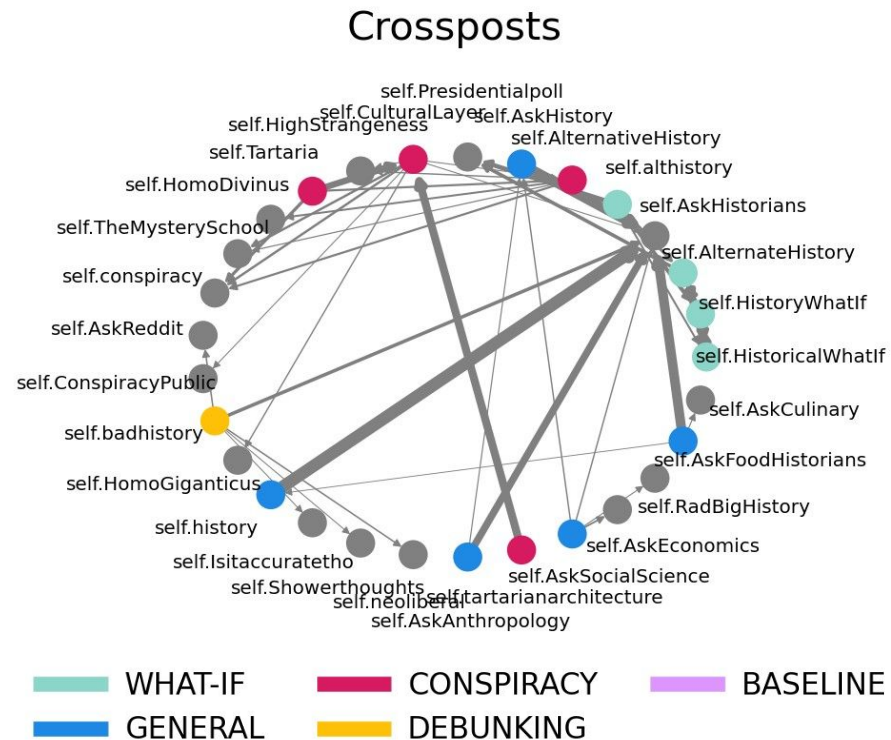 Crossposts
self.Presidentialpoll
self.CulturalLayer
self.AskHistory
self.HighStrangeness
self.AlternativeHistory
self.Tartaria
self.althistory
self.HomoDivinus
self.AskHistorians
self.TheMysterySchool
self.AlternateHistory
self.conspiracy
self.HistoryWhatIf
self.AskReddit
self.HistoricalWhatIf
self.ConspiracyPublic
self.AskCulinary
self.badhistory
self.AskFoodHistorians
self.HomoGiganticus
self.RadBigHistory
self.history
self.AskEconomics
self.Isitaccuratetho
self.AskSocialScience
self.Showerthoughts
self.tartarianarchitecture
self.neoliberal
self.AskAnthropology
WHAT-IF
CONSPIRACY
BASELINE
GENERAL
DEBUNKING